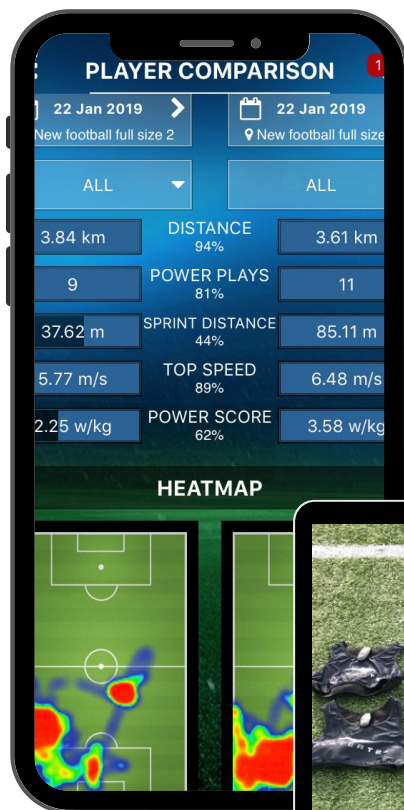 PLAYER COMPARISON
1
22 Jan 2019
22 Jan 2019
New football full size 2
New football full size
ALL
ALL
3.84 km
DISTANCE
94%
3.61 km
9
POWER PLAYS
81%
11
37.62 m
SPRINT DISTANCE
44%
85.11 m
5.77 m/s
TOP SPEED
89%
6.48 m/s
2.25 w/kg
POWER SCORE
62%
3.58 w/kg
HEATMAP